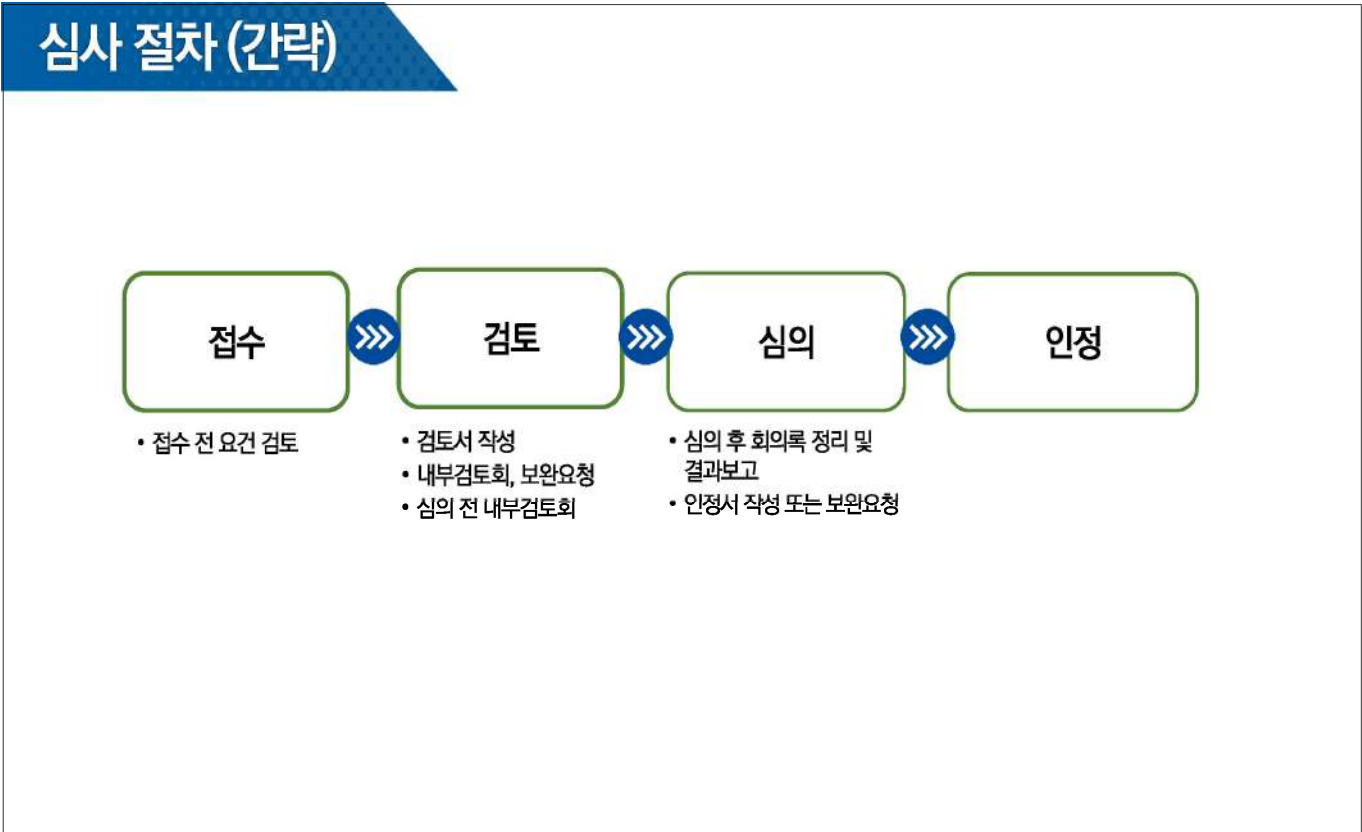 심사 절차 (간략)
접수
검토
심의
인정
• 접수 전 요건 검토
• 검토서 작성
• 내부검토회, 보완요청
• 심의 전 내부검토회
• 심의 후 회의록 정리 및
결과보고
• 인정서 작성 또는 보완요청